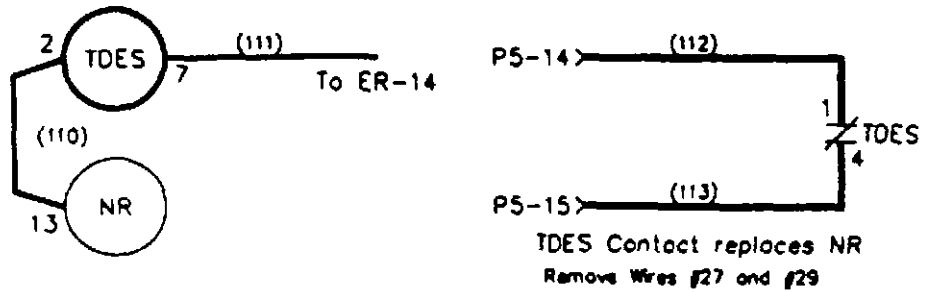 2
TDES
7
(111)
To ER-14
(110)
13
NR
P5-14
(112)
1
TDES
4
P5-15
(113)
TDES Contact replaces NR
Remove Wires #27 and #29